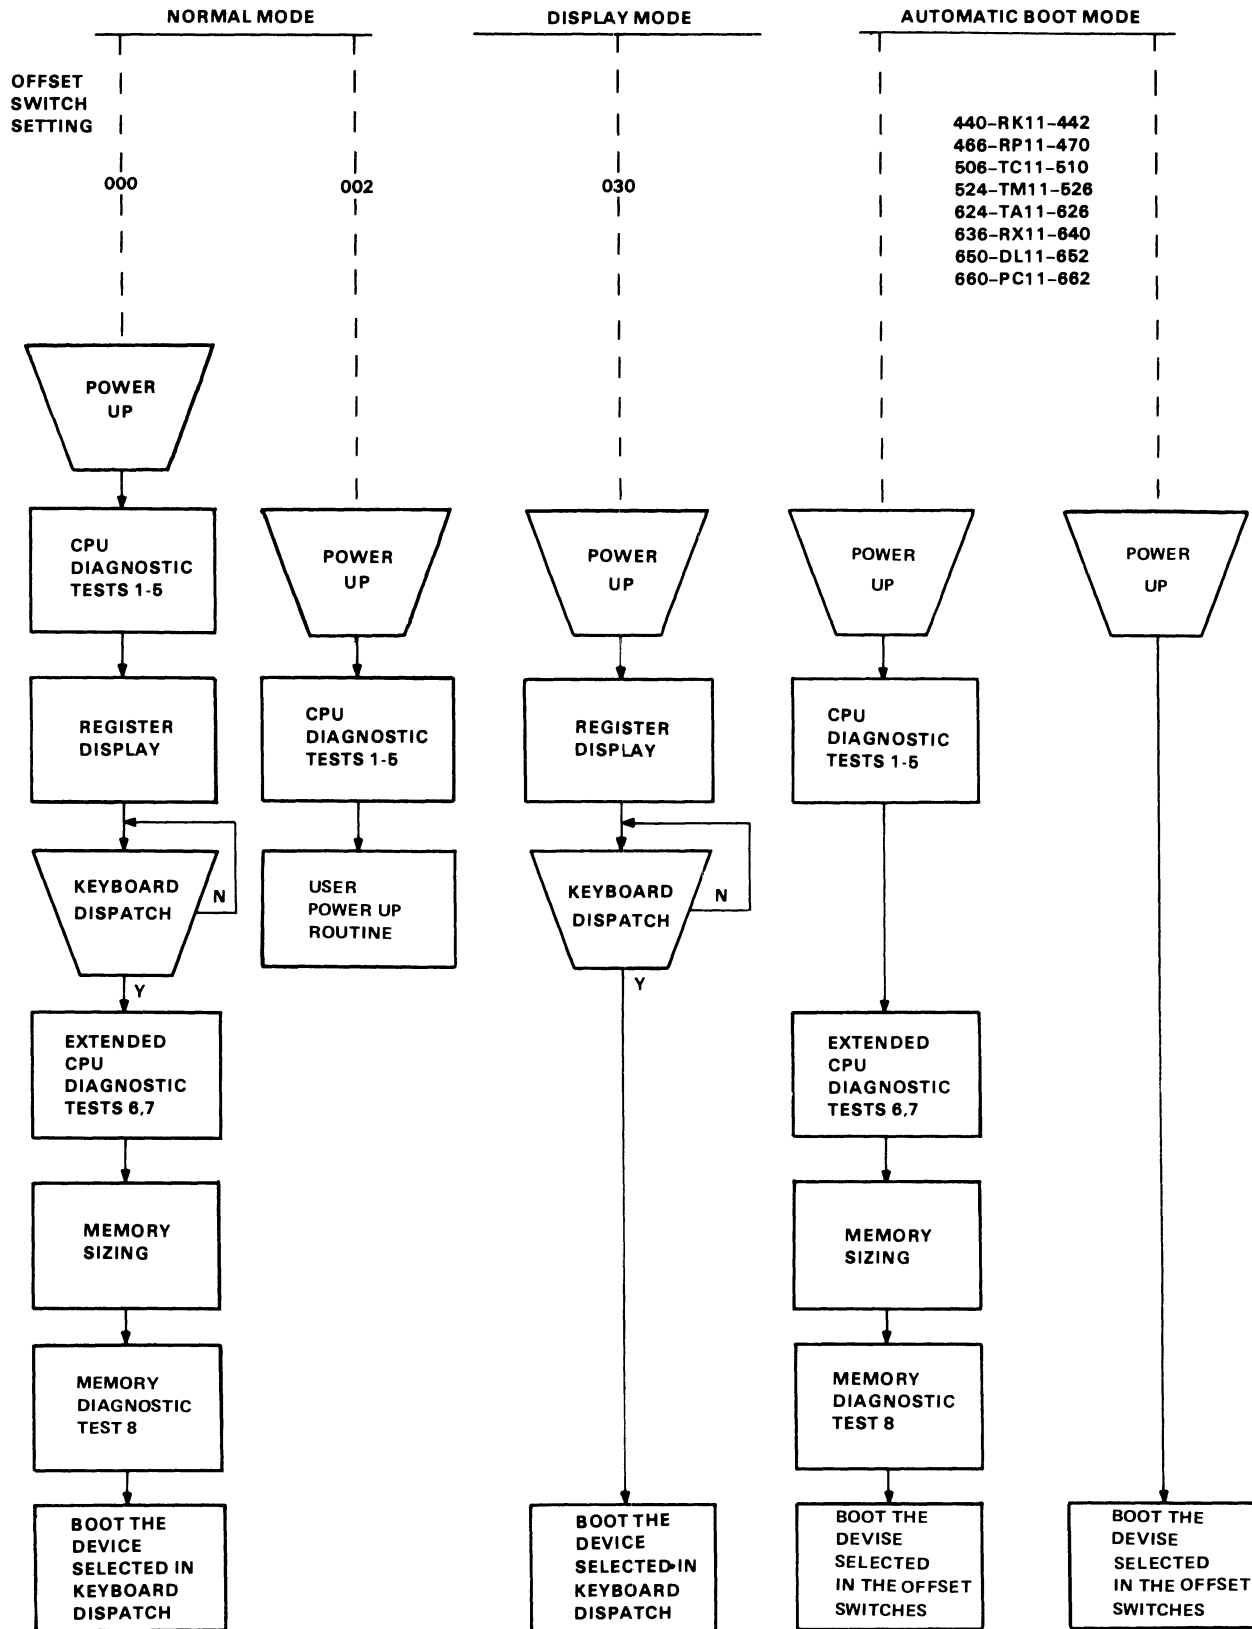 NORMAL MODE
DISPLAY MODE
AUTOMATIC BOOT MODE
OFFSET
SWITCH
SETTING
000
002
030
440-RK11-442
466-RP11-470
506-TC11-510
524-TM11-526
624-TA11-626
636-RX11-640
650-DL11-652
660-PC11-662
POWER
UP
CPU
DIAGNOSTIC
TESTS 1-5
REGISTER
DISPLAY
KEYBOARD
DISPATCH
N
Y
EXTENDED
CPU
DIAGNOSTIC
TESTS 6,7
MEMORY
SIZING
MEMORY
DIAGNOSTIC
TEST 8
BOOT THE
DEVICE
SELECTED IN
KEYBOARD
DISPATCH
POWER
UP
CPU
DIAGNOSTIC
TESTS 1-5
USER
POWER UP
ROUTINE
POWER
UP
REGISTER
DISPLAY
KEYBOARD
DISPATCH
N
Y
BOOT THE
DEVICE
SELECTED IN
KEYBOARD
DISPATCH
POWER
UP
CPU
DIAGNOSTIC
TESTS 1-5
EXTENDED
CPU
DIAGNOSTIC
TESTS 6,7
MEMORY
SIZING
MEMORY
DIAGNOSTIC
TEST 8
BOOT THE
DEVISE
SELECTED
IN THE OFFSET
SWITCHES
POWER
UP
BOOT THE
DEVISE
SELECTED
IN THE OFFSET
SWITCHES